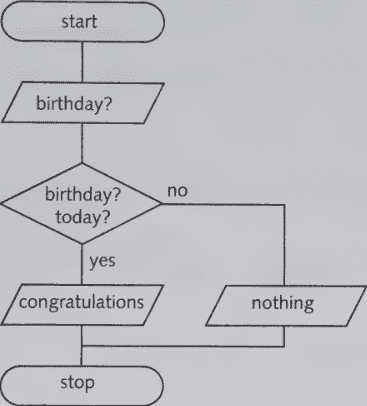 start
birthday?
birthday?
today?
no
yes
congratulations
nothing
stop